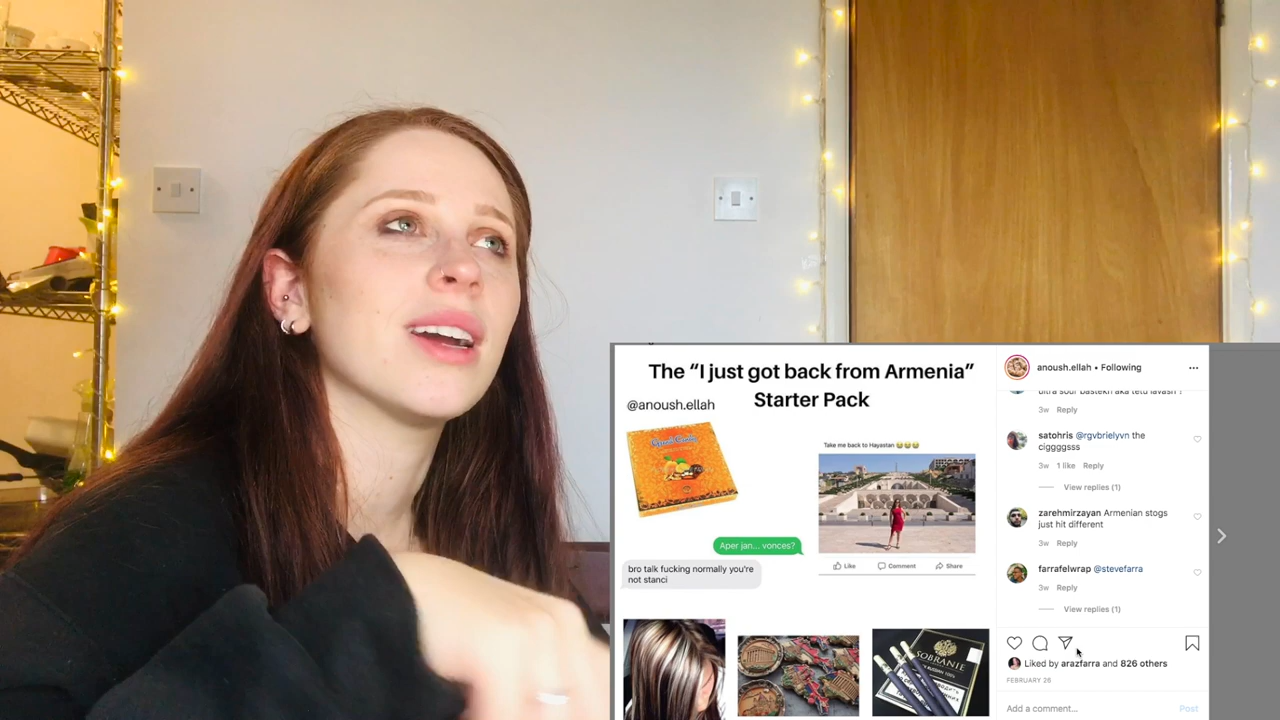 The “I just got back from Armenia”
Starter Pack
@anoush.ellah
Take me back to Hayastan 😂😂😂
Aper jan... vonces?
bro talk fucking normally you're
not stanci
Like
Comment
Share
SOBRANIE
anoush.ellah • Following
3w Reply
satohris @rgvbrielyvn the
ciggggsss
3w 1 like Reply
View replies (1)
zarehmirzayan Armenian stogs
just hit different
3w Reply
farrafelwrap @stevefarra
3w Reply
View replies (1)
Liked by arazfarra and 826 others
FEBRUARY 26
Add a comment...
Post